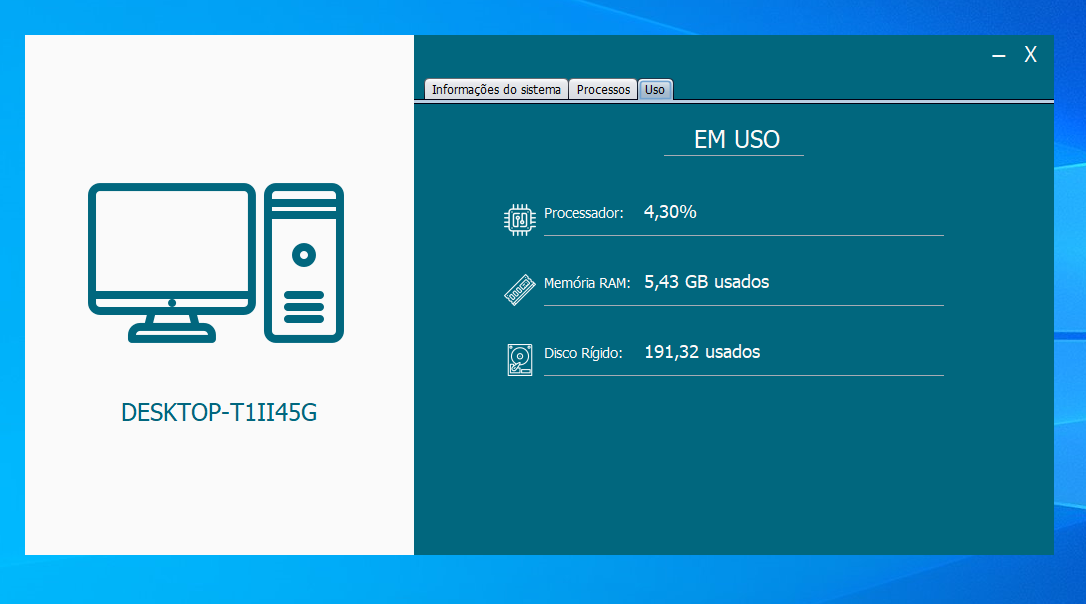 — X
Informações do sistema Processos Uso
EM USO
Processador: 4,30%
Memória RAM: 5,43 GB usados
Disco Rígido: 191,32 usados
DESKTOP-T1II45G